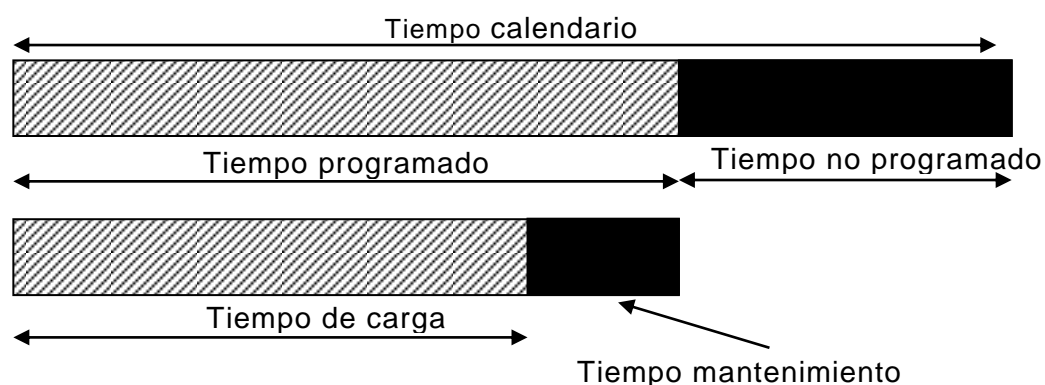 Tiempo calendario
Tiempo programado
Tiempo no programado
Tiempo de carga
Tiempo mantenimiento